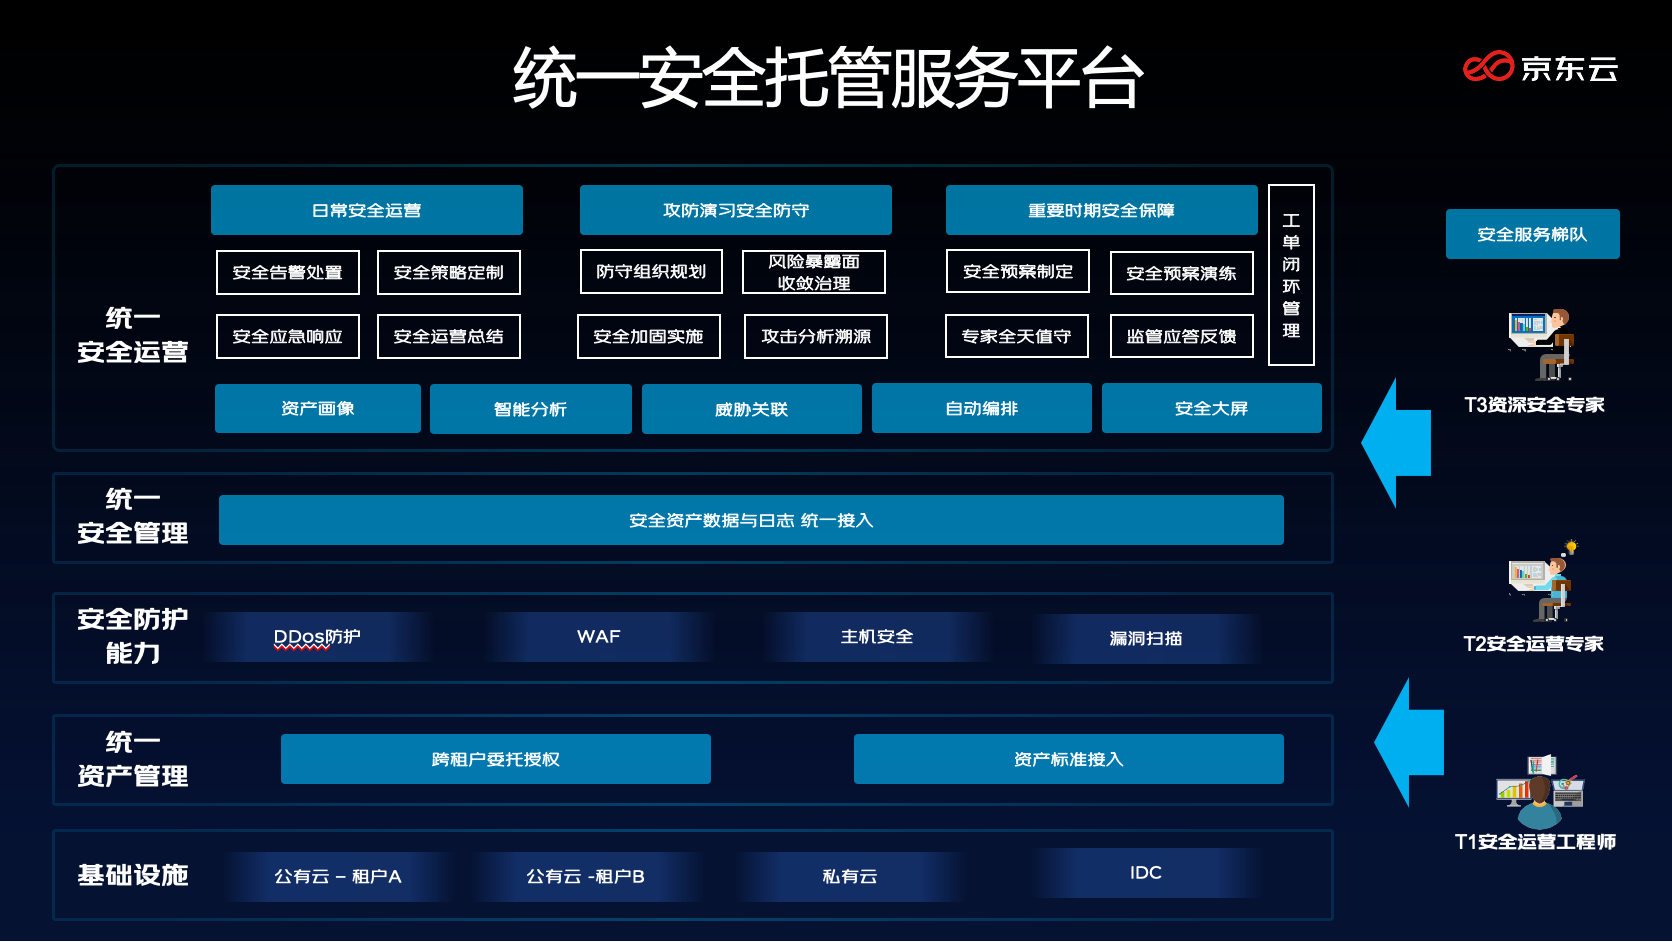 统一安全托管服务平台
京东云
统一
安全运营
日常安全运营
攻防演习安全防守
重要时期安全保障
安全告警处置
安全策略定制
防守组织规划
风险暴露面
收敛治理
安全预案制定
安全预案演练
安全应急响应
安全运营总结
安全加固实施
攻击分析溯源
专家全天值守
监管应答反馈
工单闭环管理
资产画像
智能分析
威胁关联
自动编排
安全大屏
统一
安全管理
安全资产数据与日志 统一接入
安全防护
能力
DDos防护
WAF
主机安全
漏洞扫描
统一
资产管理
跨租户委托授权
资产标准接入
基础设施
公有云 – 租户A
公有云 -租户B
私有云
IDC
安全服务梯队
T3资深安全专家
T2安全运营专家
T1安全运营工程师